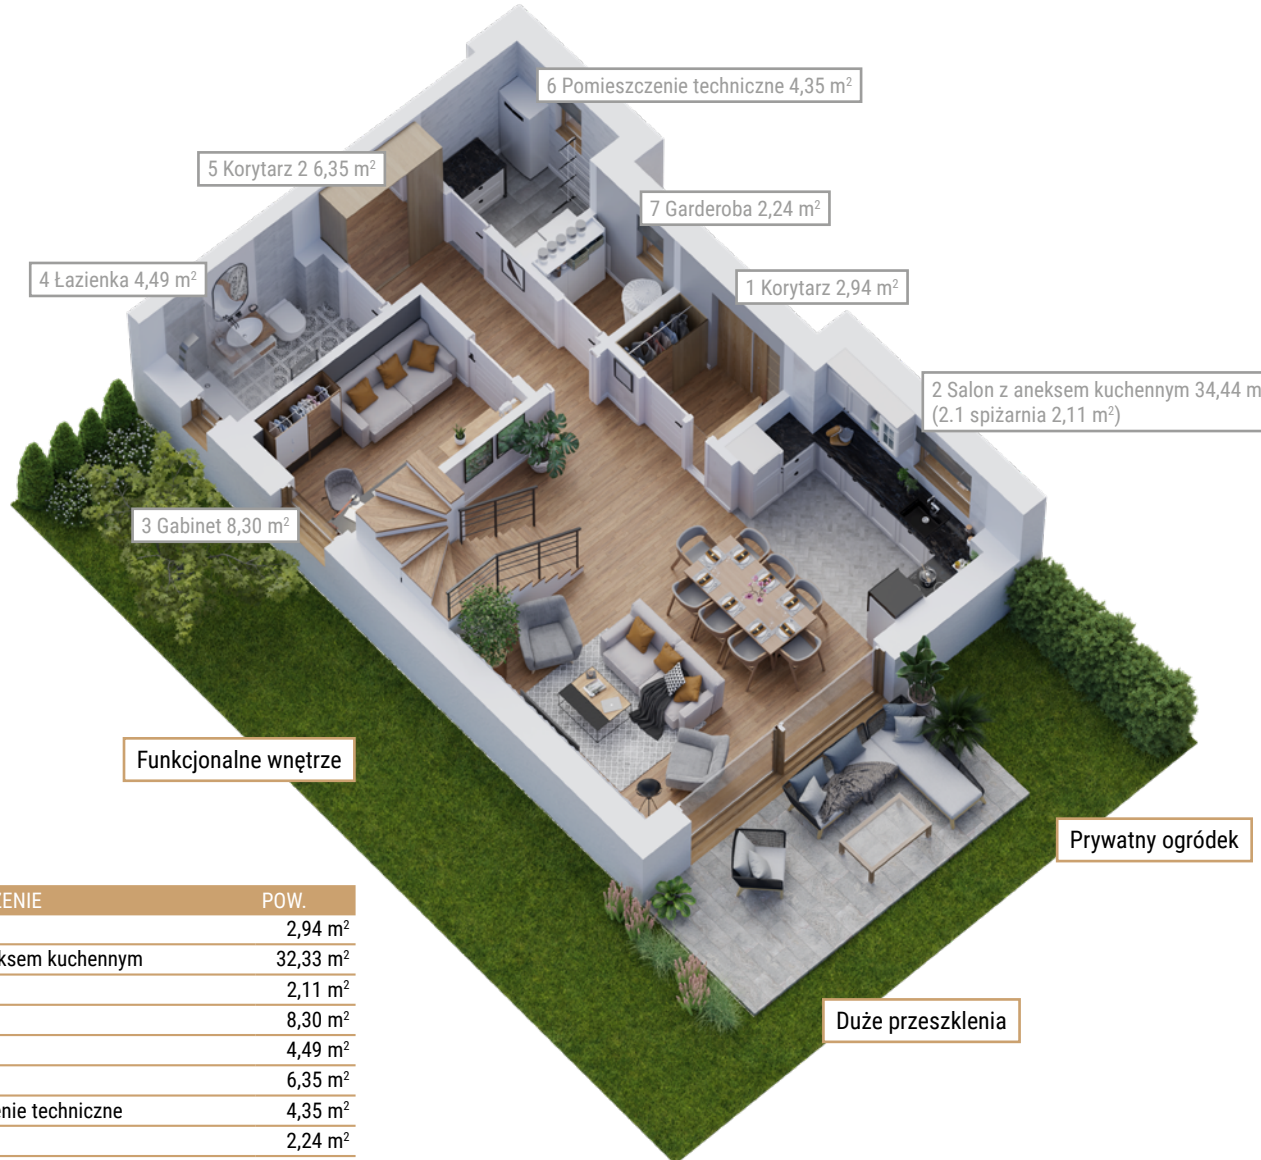 6 Pomieszczenie techniczne 4,35 m²
5 Korytarz 2 6,35 m²
7 Garderoba 2,24 m²
4 Łazienka 4,49 m²
1 Korytarz 2,94 m²
2 Salon z aneksem kuchennym 34,44 m
(2.1 spiżarnia 2,11 m²)
3 Gabinet 8,30 m²
Funkcjonalne wnętrze
Prywatny ogródek
Duże przeszklenia
ZENIE POW.
2,94 m²
ksem kuchennym 32,33 m²
2,11 m²
8,30 m²
4,49 m²
6,35 m²
enie techniczne 4,35 m²
2,24 m²